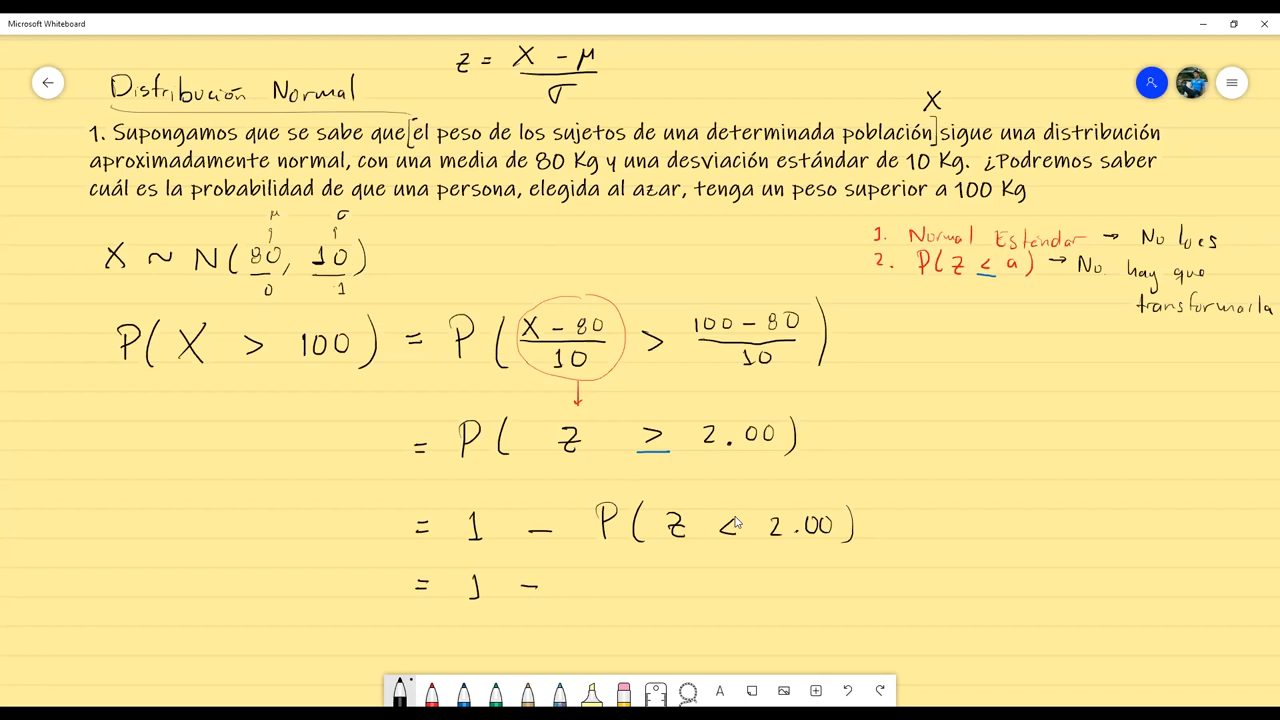 Microsoft Whiteboard
z = X - μ / σ
Distribución Normal
X
1. Supongamos que se sabe que [el peso de los sujetos de una determinada población] sigue una distribución
aproximadamente normal, con una media de 80 Kg y una desviación estándar de 10 Kg. ¿Podremos saber
cuál es la probabilidad de que una persona, elegida al azar, tenga un peso superior a 100 Kg
μ σ
X ~ N(80, 10)
0 1
1. Normal Estándar → No lo es
2. P(Z < a) → No hay que
transformarla
P(X > 100) = P(X - 80 / 10 > 100 - 80 / 10)
= P(Z > 2.00)
= 1 - P(Z < 2.00)
= 1 -
A